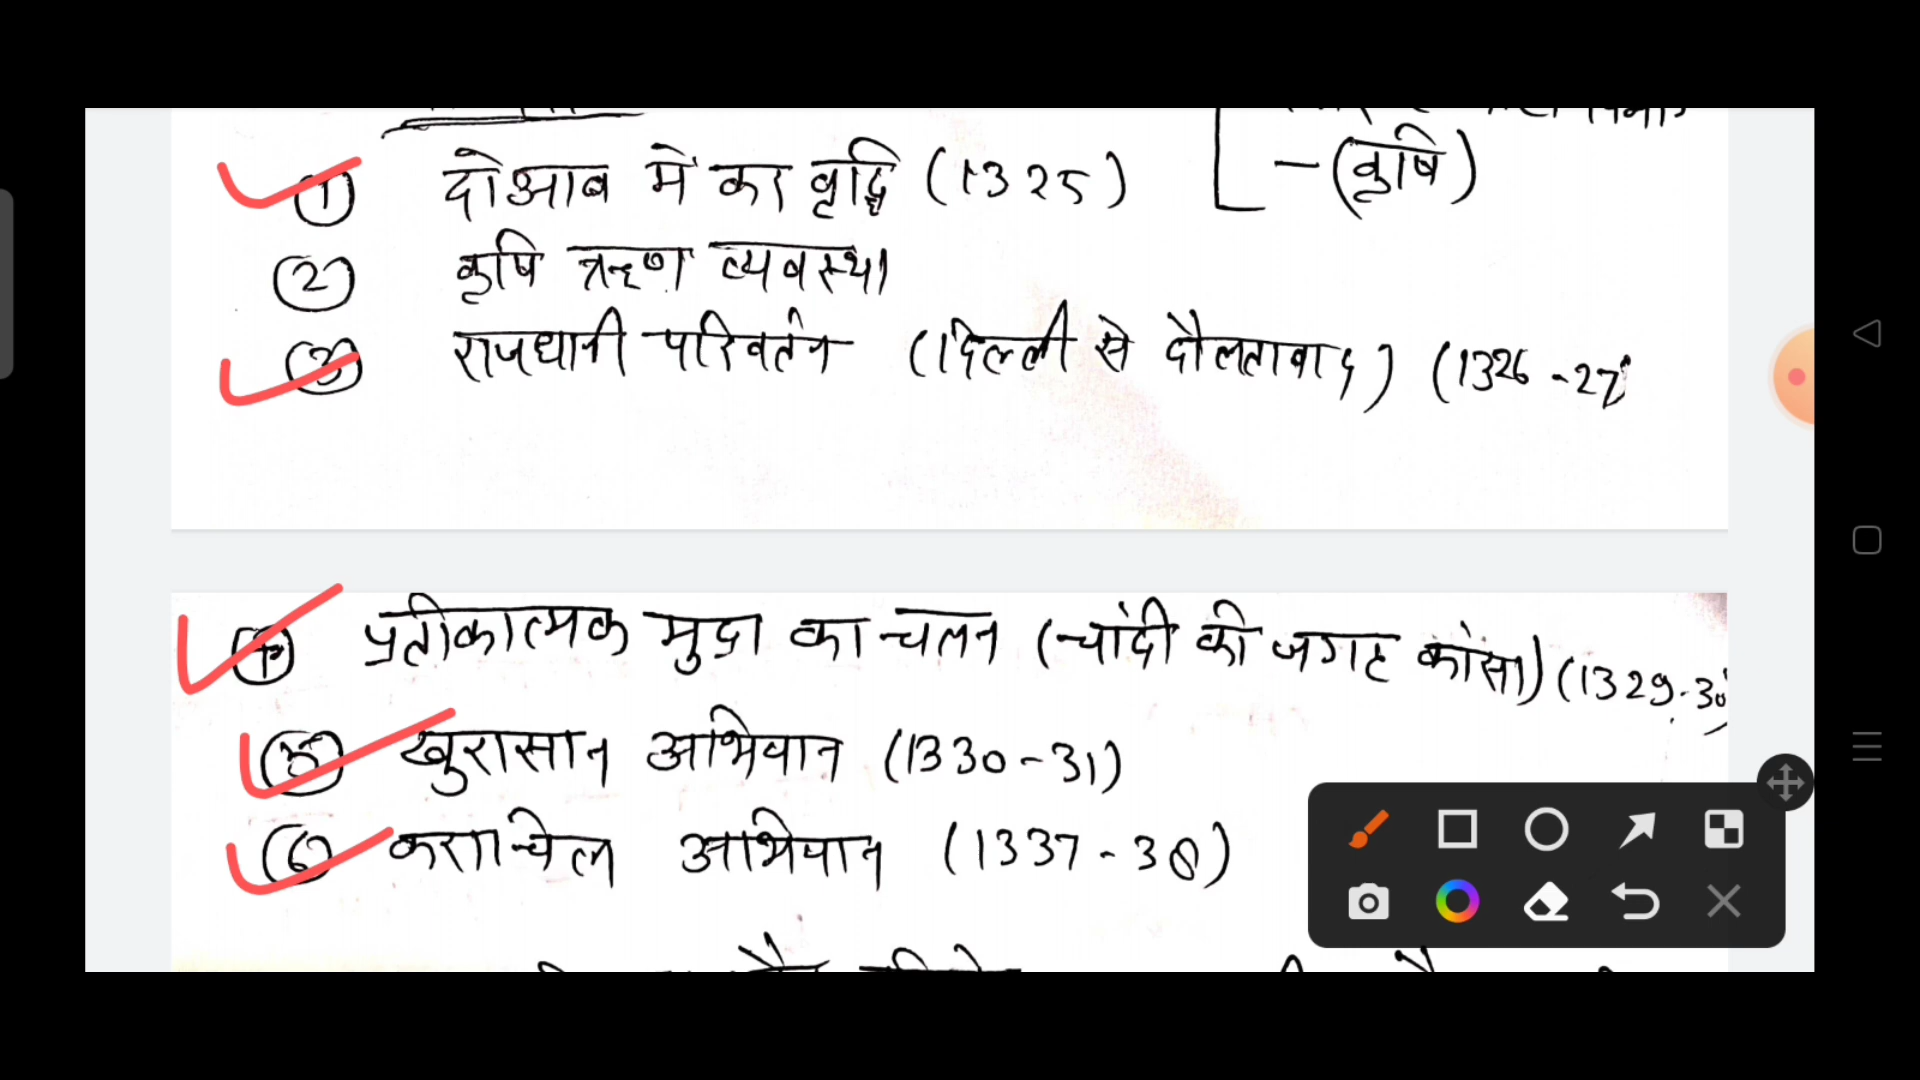 - (कृषि)
① दोआब में कर वृद्धि (1325)
② कृषि ऋण व्यवस्था
③ राजधानी परिवर्तन (दिल्ली से दौलतावाद) (1326-27
④ प्रतीकात्मक मुद्रा का चलन (चांदी की जगह कांसा) (1329-30)
⑤ खुरासान अभियान (1330-31)
⑥ कराचिल अभियान (1337-38)